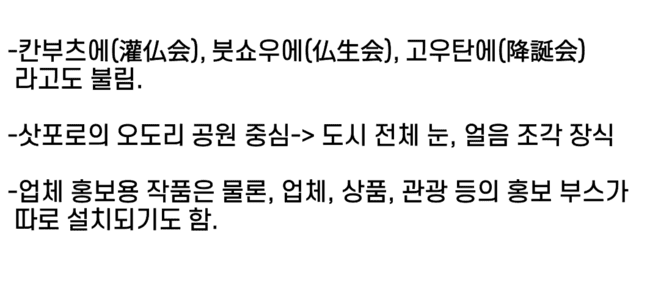 -칸부츠에(灌仏会), 붓쇼우에(仏生会), 고우탄에(降誕会)
라고도 불림.
-삿포로의 오도리 공원 중심-> 도시 전체 눈, 얼음 조각 장식
-업체 홍보용 작품은 물론, 업체, 상품, 관광 등의 홍보 부스가
따로 설치되기도 함.